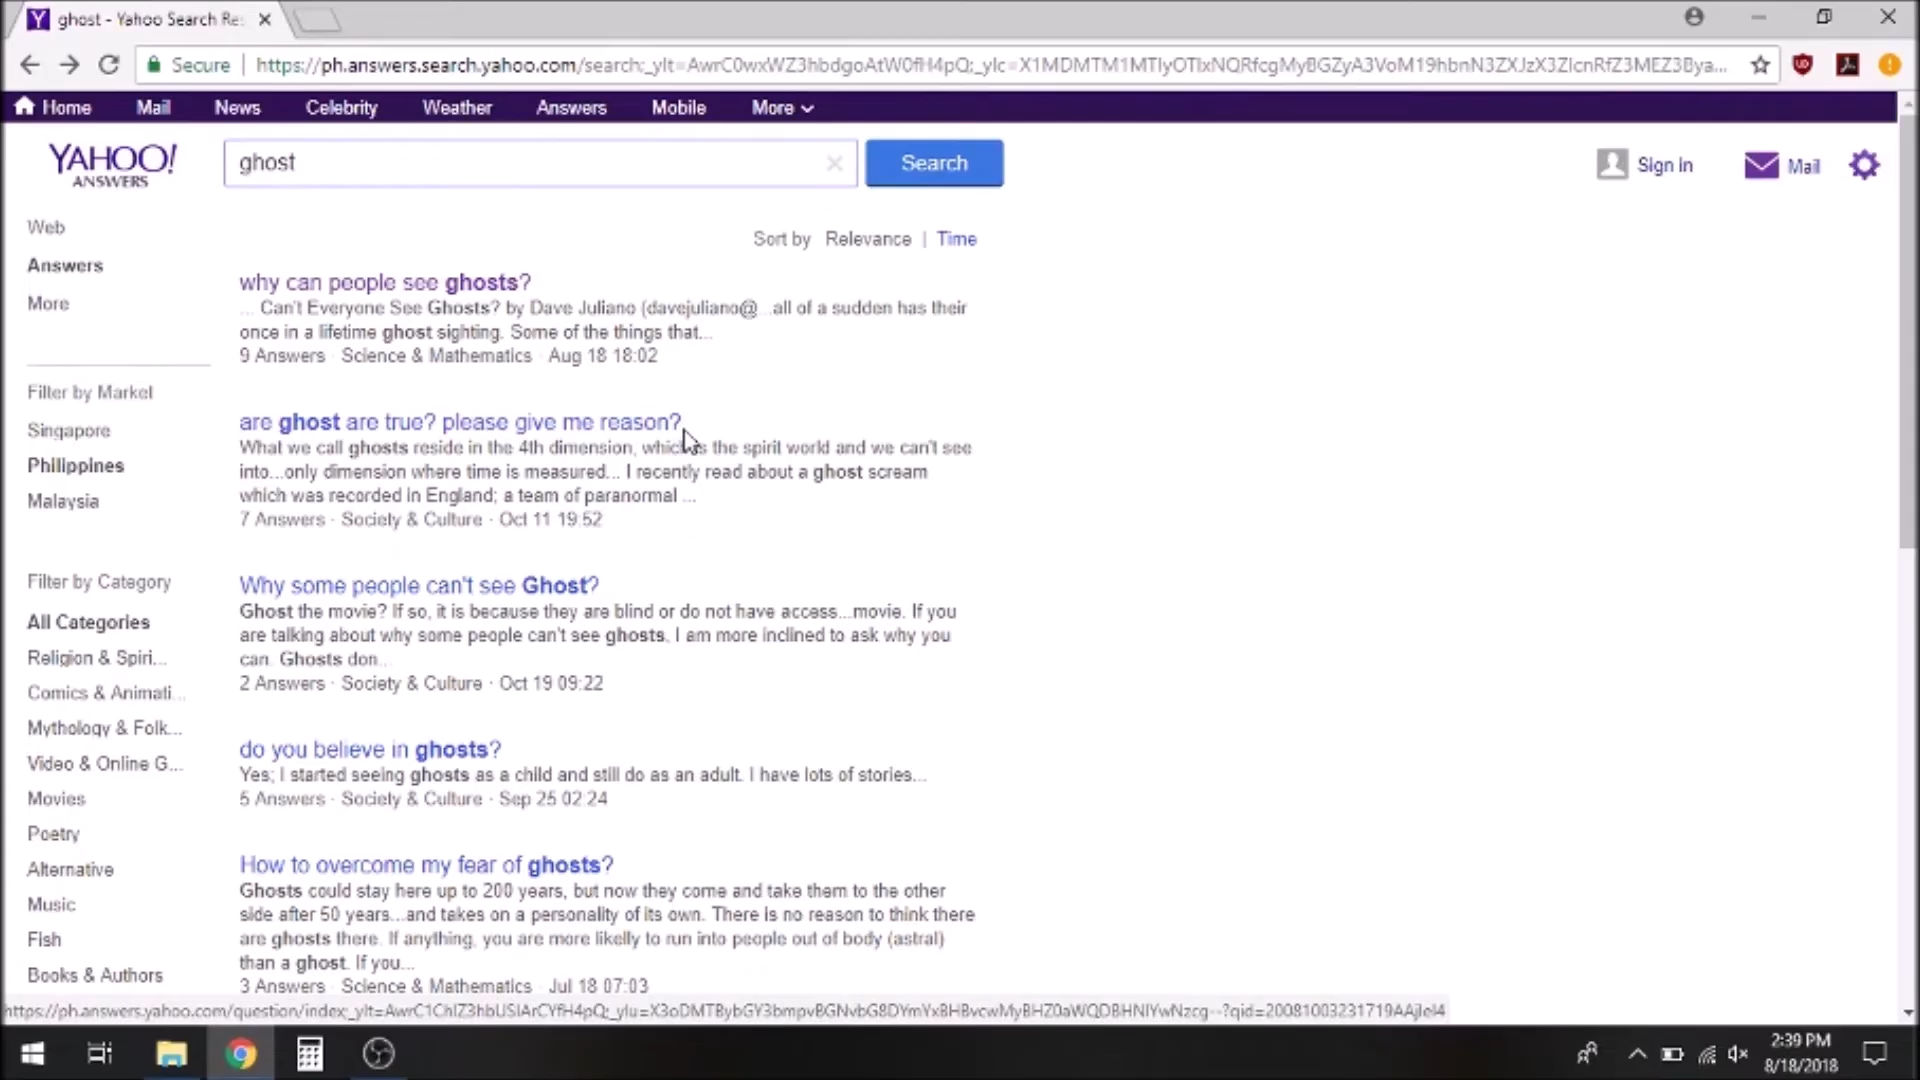 ghost - Yahoo Search Re
Secure
Home Mail News Celebrity Weather Answers Mobile More
YAHOO!
ANSWERS
ghost
Search
Sign in
Mail
Web
Answers
More
Sort by Relevance | Time
why can people see ghosts?
... Can't Everyone See Ghosts? by Dave Juliano (davejuliano@...all of a sudden has their
once in a lifetime ghost sighting. Some of the things that...
9 Answers · Science & Mathematics · Aug 18 18:02
Filter by Market
Singapore
Philippines
Malaysia
are ghost are true? please give me reason?
What we call ghosts reside in the 4th dimension, which is the spirit world and we can't see
into...only dimension where time is measured... I recently read about a ghost scream
which was recorded in England; a team of paranormal ...
7 Answers · Society & Culture · Oct 11 19:52
Filter by Category
All Categories
Religion & Spiri...
Comics & Animati...
Mythology & Folk...
Video & Online G...
Movies
Poetry
Alternative
Music
Fish
Books & Authors
Why some people can't see Ghost?
Ghost the movie? If so, it is because they are blind or do not have access...movie. If you
are talking about why some people can't see ghosts, I am more inclined to ask why you
can. Ghosts don...
2 Answers · Society & Culture · Oct 19 09:22
do you believe in ghosts?
Yes; I started seeing ghosts as a child and still do as an adult. I have lots of stories...
5 Answers · Society & Culture · Sep 25 02:24
How to overcome my fear of ghosts?
Ghosts could stay here up to 200 years, but now they come and take them to the other
side after 50 years...and takes on a personality of its own. There is no reason to think there
are ghosts there. If anything, you are more likelly to run into people out of body (astral)
than a ghost. If you...
3 Answers · Science & Mathematics · Jul 18 07:03
2:39 PM
8/18/2018